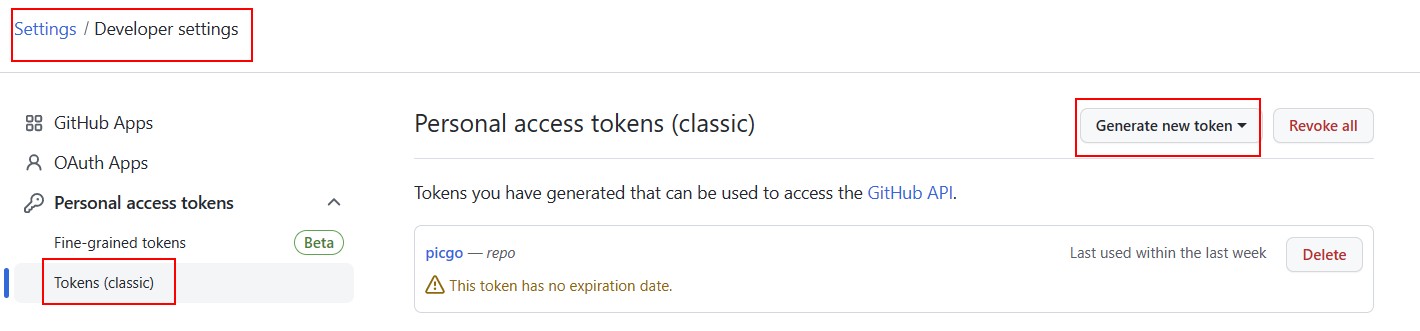 Settings / Developer settings
GitHub Apps
OAuth Apps
Personal access tokens
Fine-grained tokens Beta
Tokens (classic)
Personal access tokens (classic)
Generate new token
Revoke all
Tokens you have generated that can be used to access the GitHub API.
picgo — repo
Last used within the last week
Delete
This token has no expiration date.